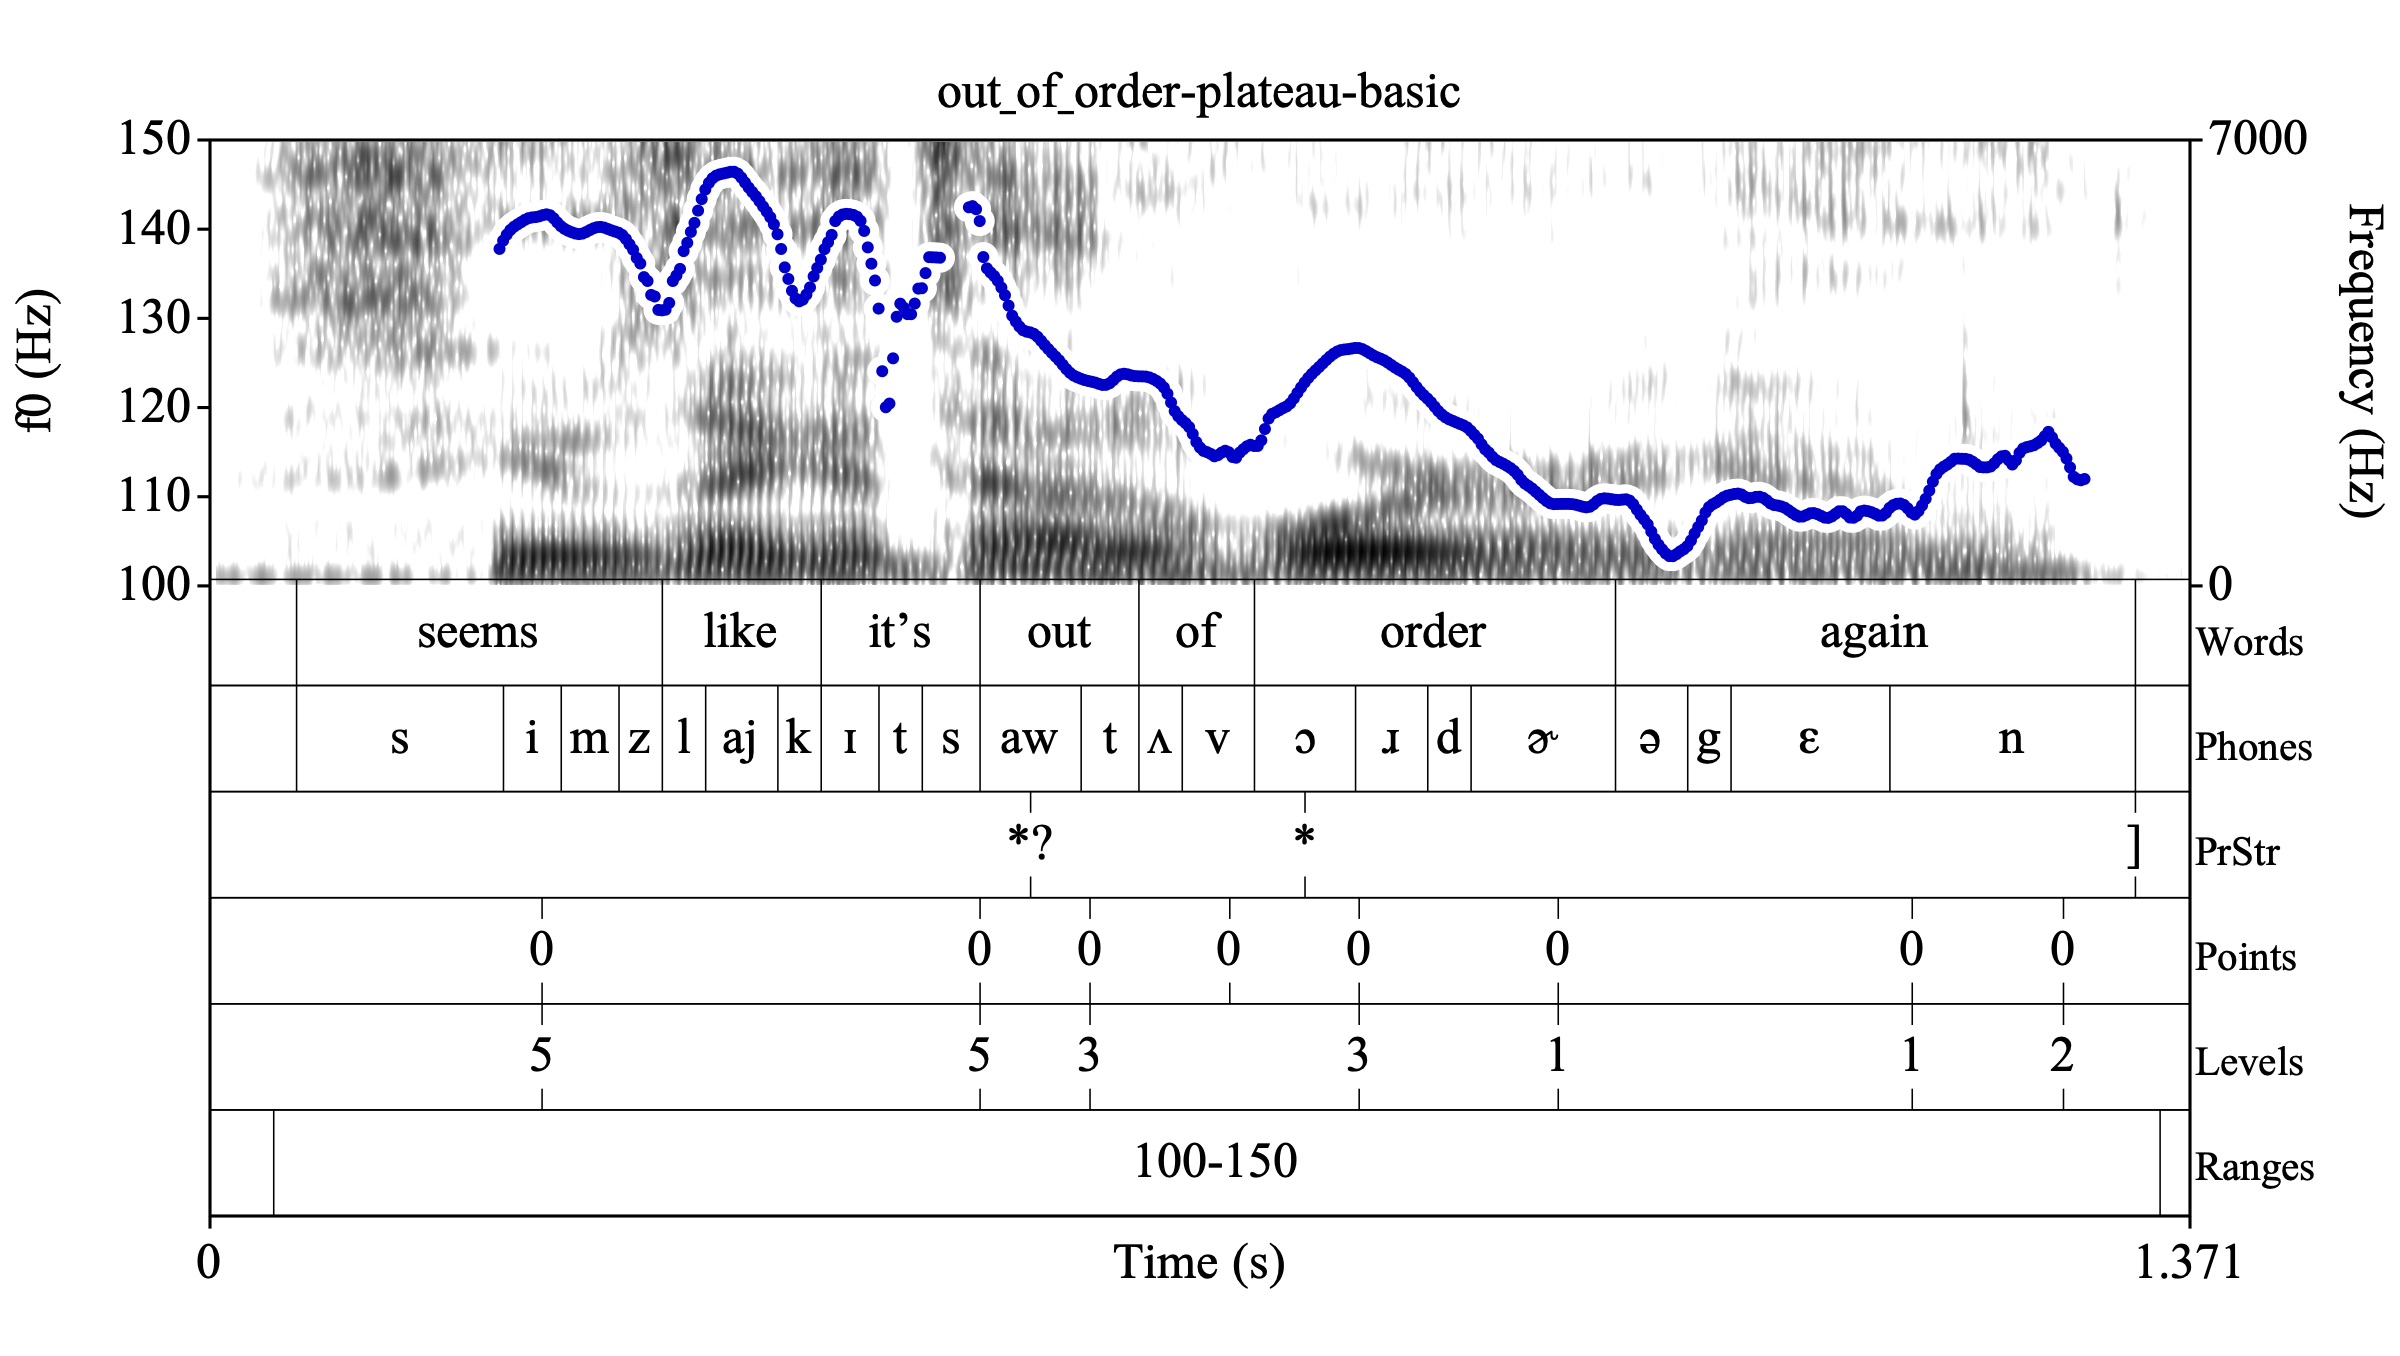 out_of_order-plateau-basic
150
140
130
120
110
100
f0 (Hz)
7000
0
Frequency (Hz)
seems like it’s out of order again Words
s i m z l aj k ɪ t s aw t ʌ v ɔ ɹ d ɚ ə g ɛ n Phones
*? * ] PrStr
0 0 0 0 0 0 0 0 Points
5 5 3 3 1 1 2 Levels
100-150 Ranges
0 Time (s) 1.371